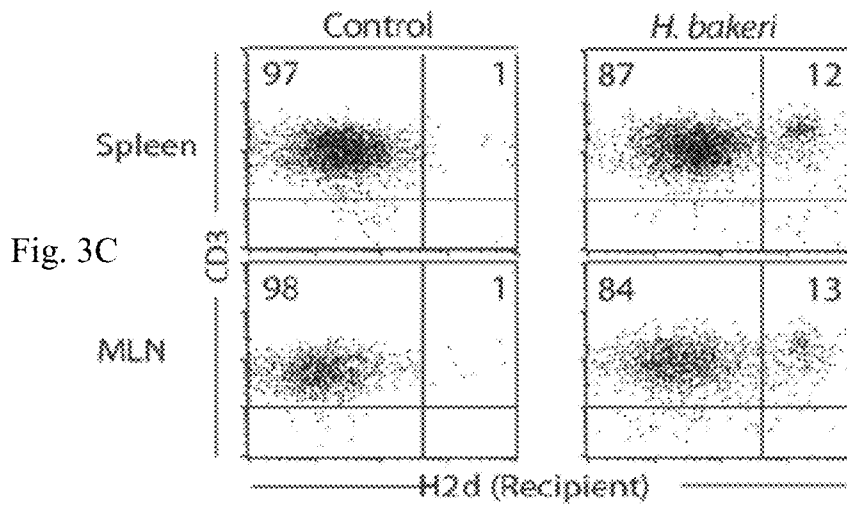 Control H. bakeri
97 1 87 12
Spleen
Fig. 3C
CD3
98 1 84 13
MLN
H2d (Recipient)